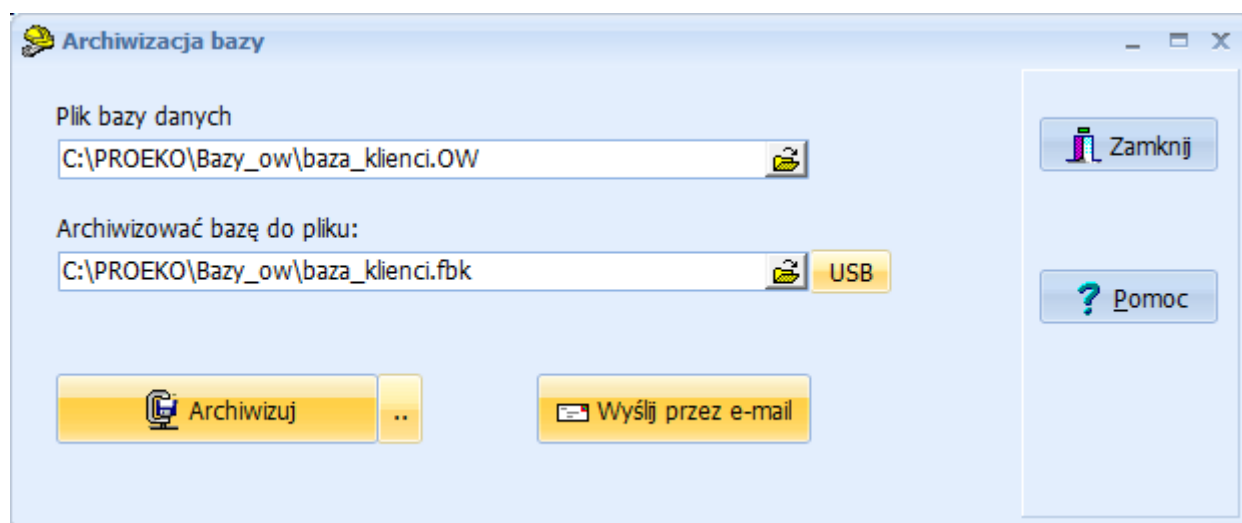 Archiwizacja bazy
Plik bazy danych
C:\PROEKO\Bazy_ow\baza_klienci.OW
Zamknij
Archiwizować bazę do pliku:
C:\PROEKO\Bazy_ow\baza_klienci.fbk
USB
Pomoc
Archiwizuj
..
Wyślij przez e-mail